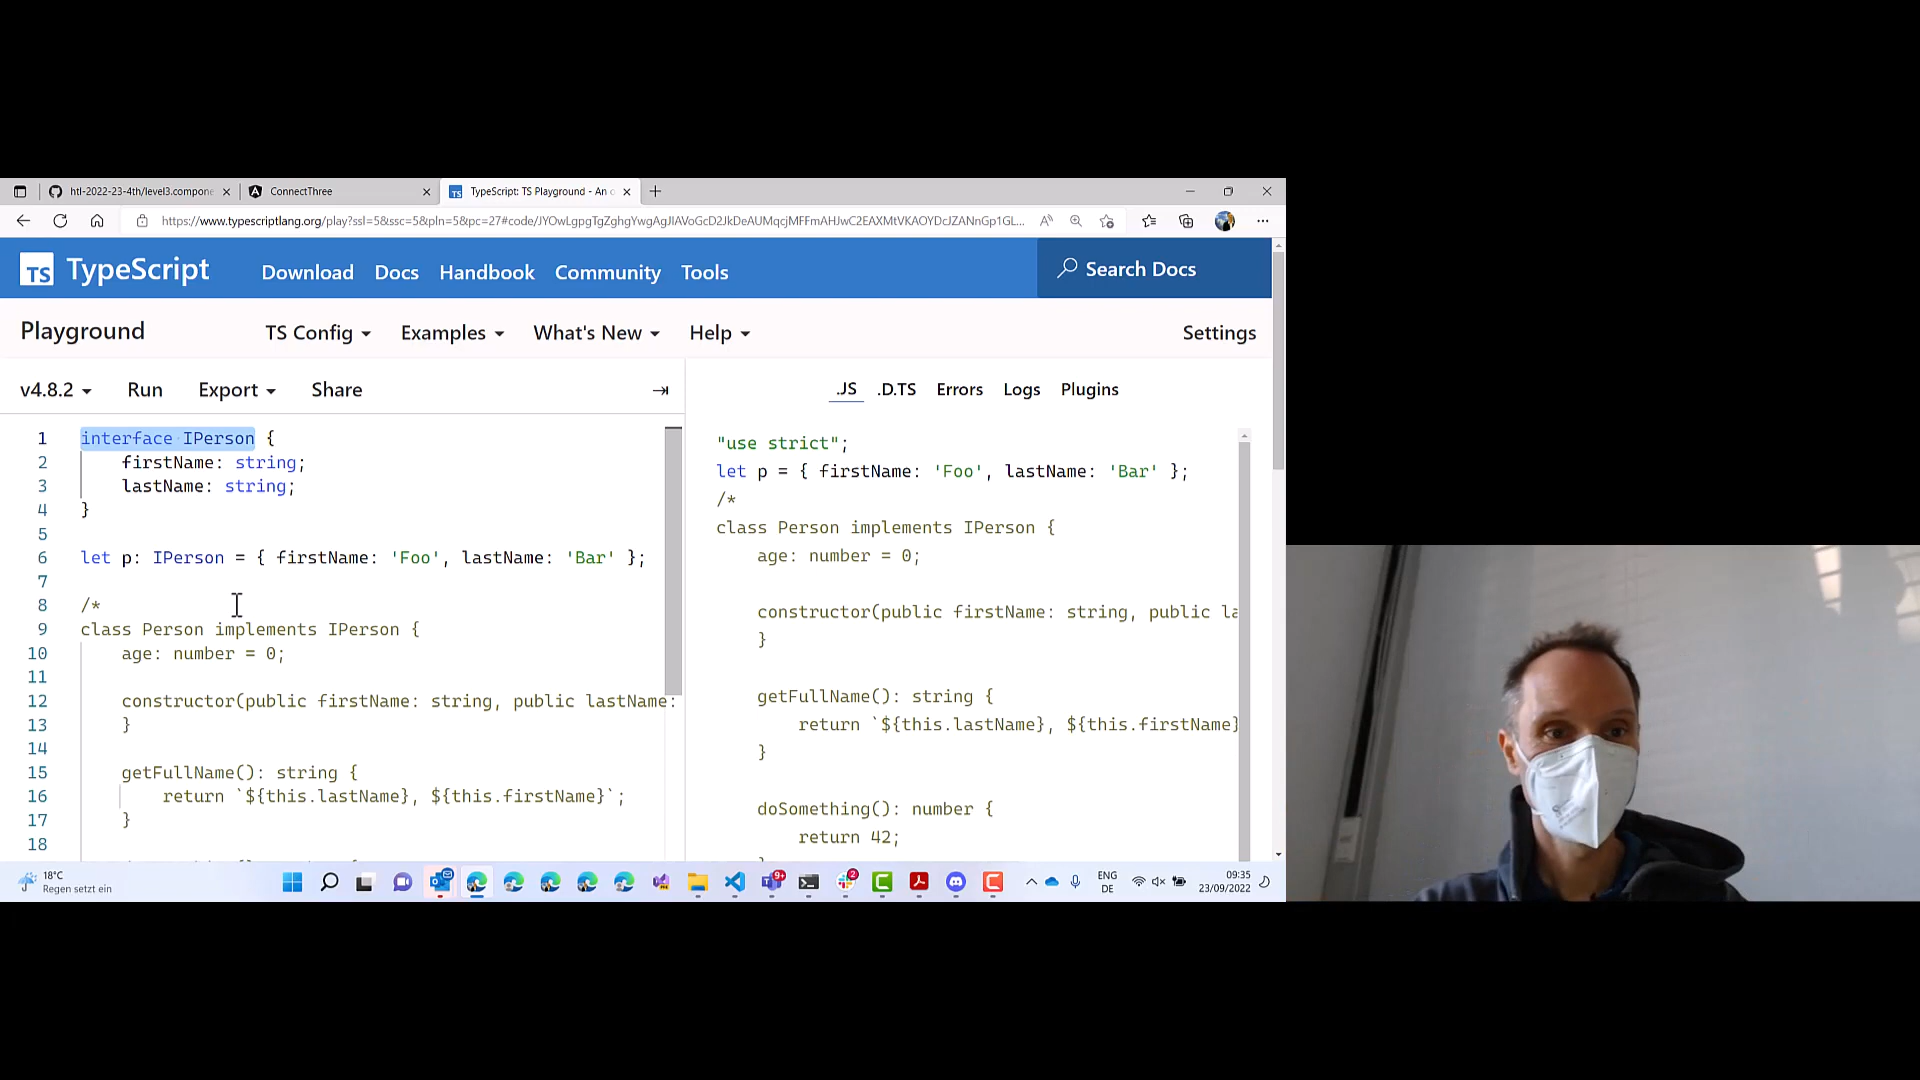 htl-2022-23-4th/level3.compone
ConnectThree
TypeScript: TS Playground - An o
https://www.typescriptlang.org/play?ssl=5&ssc=5&pln=5&pc=27#code/JYOwLgpgTgZghgYwgAgJIAVoGcD2JkDeAUMqcjMFFmAHJwC2EAXMtVKAOYDcJZANnGp1GL...
TS TypeScript
Download Docs Handbook Community Tools
Search Docs
Playground
TS Config Examples What's New Help
Settings
v4.8.2 Run Export Share
.JS .D.TS Errors Logs Plugins
1 interface IPerson {
2 firstName: string;
3 lastName: string;
4 }
5
6 let p: IPerson = { firstName: 'Foo', lastName: 'Bar' };
7
8 /*
9 class Person implements IPerson {
10 age: number = 0;
11
12 constructor(public firstName: string, public lastName:
13 }
14
15 getFullName(): string {
16 return `${this.lastName}, ${this.firstName}`;
17 }
18
"use strict";
let p = { firstName: 'Foo', lastName: 'Bar' };
/*
class Person implements IPerson {
age: number = 0;
constructor(public firstName: string, public la
}
getFullName(): string {
return `${this.lastName}, ${this.firstName}
}
doSomething(): number {
return 42;
18°C
Regen setzt ein
9+
2
ENG
DE
09:35
23/09/2022